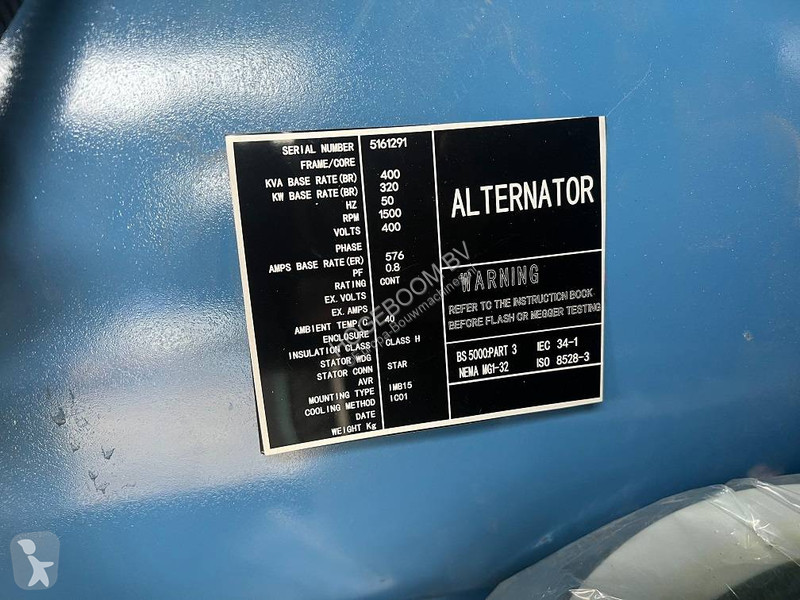 SERIAL NUMBER 5161291
FRAME/CORE
KVA BASE RATE(BR) 400
KW BASE RATE(BR) 320
HZ 50
RPM 1500
VOLTS 400
PHASE
AMPS BASE RATE(ER) 576
PF 0.8
RATING CONT
EX. VOLTS
EX. AMPS
AMBIENT TEMP/C 40
ENCLOSURE
INSULATION CLASS CLASS H
STATOR WDG
STATOR CONN STAR
AVR
MOUNTING TYPE IMB15
COOLING METHOD IC01
DATE
WEIGHT Kg
ALTERNATOR
WARNING
REFER TO THE INSTRUCTION BOOK
BEFORE FLASH OR MEGGER TESTING
BS 5000:PART 3 IEC 34-1
NEMA MG1-32 ISO 8528-3
HOGEBOOM BV